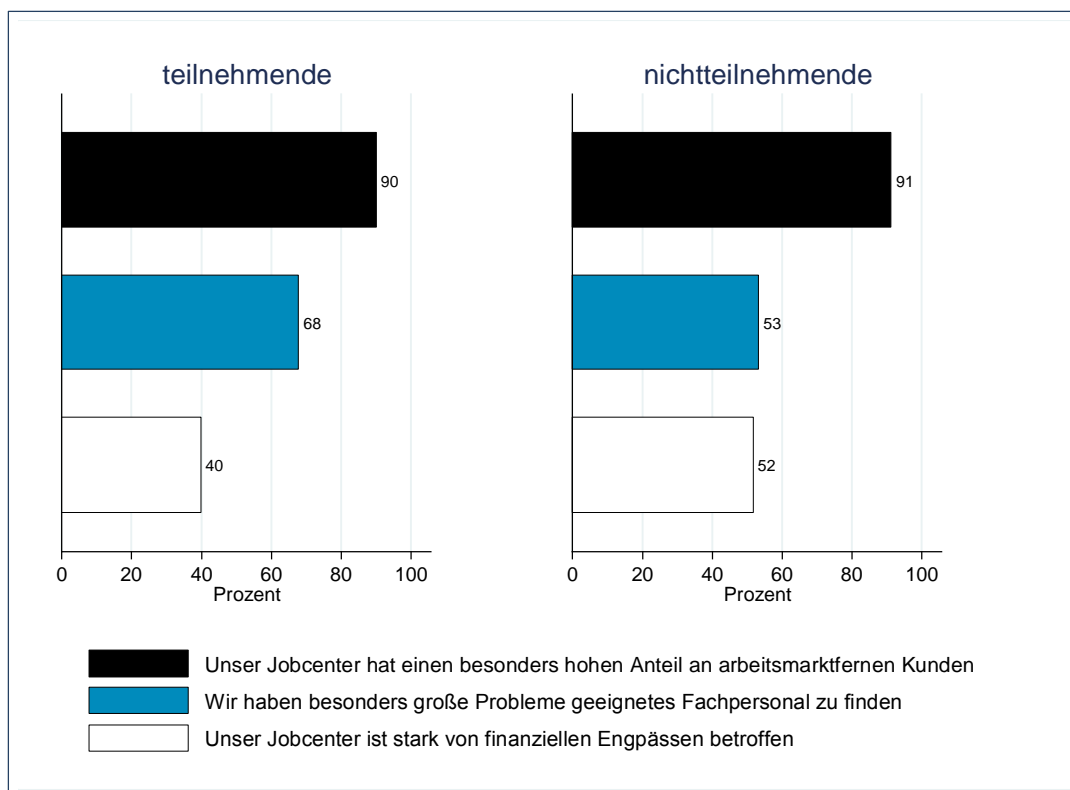 teilnehmende
nichtteilnehmende
90
68
40
0 20 40 60 80 100
Prozent
91
53
52
0 20 40 60 80 100
Prozent
Unser Jobcenter hat einen besonders hohen Anteil an arbeitsmarktfernen Kunden
Wir haben besonders große Probleme geeignetes Fachpersonal zu finden
Unser Jobcenter ist stark von finanziellen Engpässen betroffen